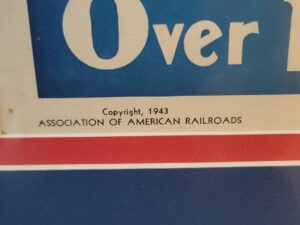 Over
Copyright, 1943
ASSOCIATION OF AMERICAN RAILROADS